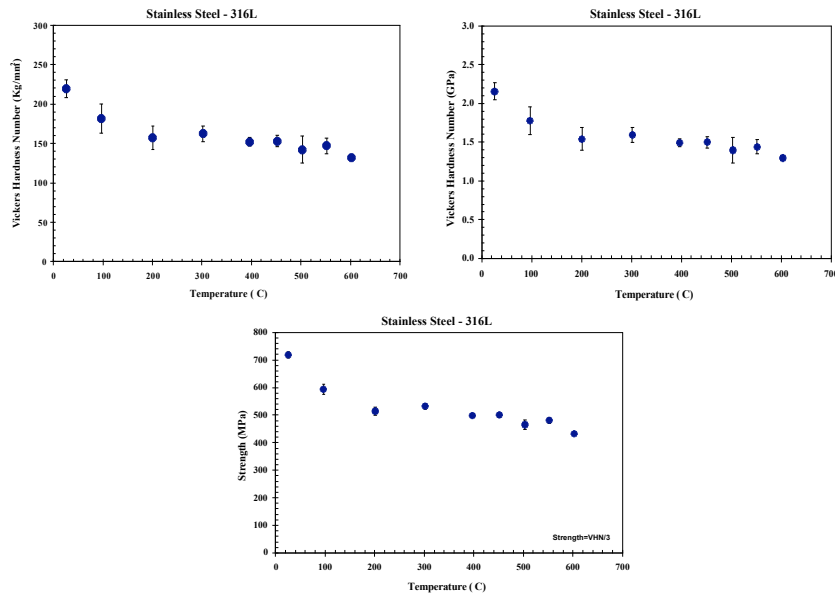 Stainless Steel - 316L
300
250
200
150
100
50
0
0 100 200 300 400 500 600 700
Vickers Hardness Number (Kg/mm²)
Temperature ( C)
Stainless Steel - 316L
3.0
2.5
2.0
1.5
1.0
0.5
0.0
0 100 200 300 400 500 600 700
Vickers Hardness Number (GPa)
Temperature ( C)
Stainless Steel - 316L
800
700
600
500
400
300
200
100
0
0 100 200 300 400 500 600 700
Strength (MPa)
Strength=VHN/3
Temperature ( C)